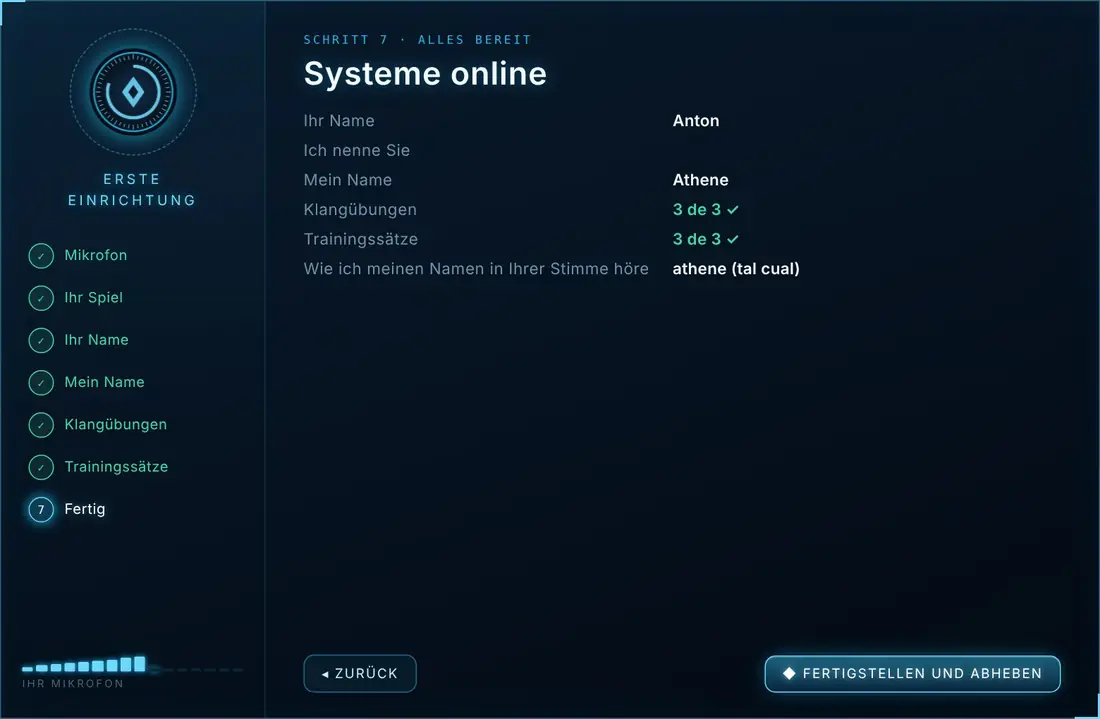 ERSTE
EINRICHTUNG
✓ Mikrofon
✓ Ihr Spiel
✓ Ihr Name
✓ Mein Name
✓ Klangübungen
✓ Trainingssätze
7 Fertig
IHR MIKROFON
SCHRITT 7 · ALLES BEREIT
Systeme online
Ihr Name Anton
Ich nenne Sie
Mein Name Athene
Klangübungen 3 de 3 ✓
Trainingssätze 3 de 3 ✓
Wie ich meinen Namen in Ihrer Stimme höre athene (tal cual)
◂ ZURÜCK
◆ FERTIGSTELLEN UND ABHEBEN